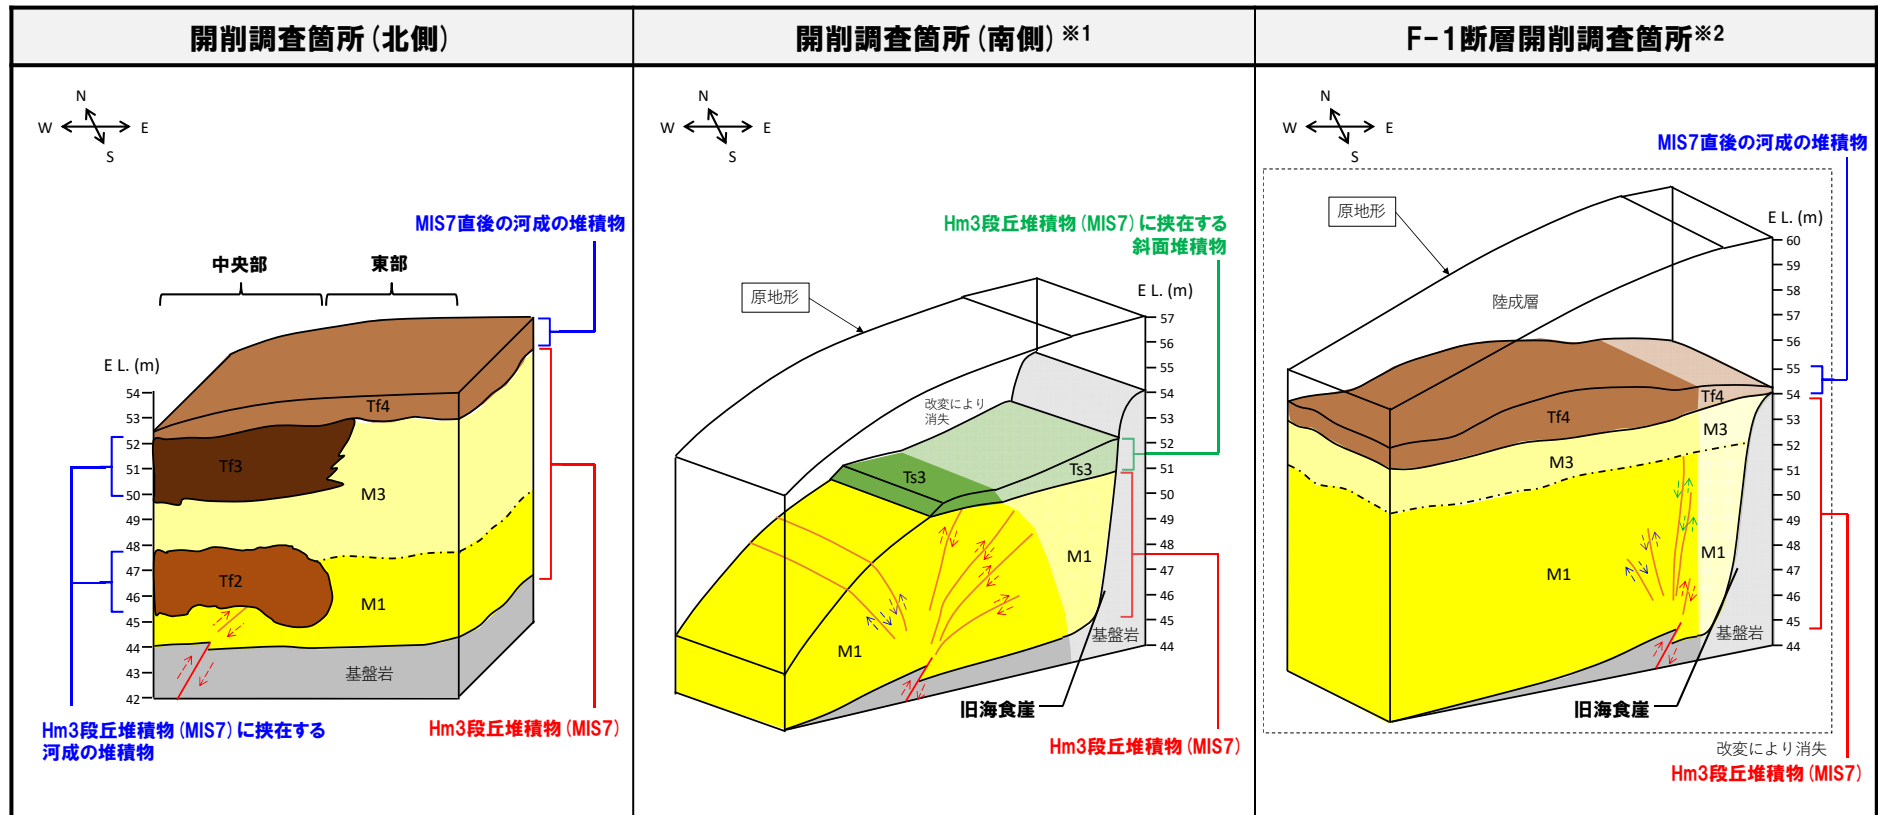 開削調査箇所(北側)
開削調査箇所(南側)※1
F-1断層開削調査箇所※2
N
W
E
S
MIS7直後の河成の堆積物
中央部
東部
E L. (m)
54
53
52
51
50
49
48
47
46
45
44
43
42
Tf4
Tf3
M3
Tf2
M1
基盤岩
Hm3段丘堆積物(MIS7)に挟在する
河成の堆積物
Hm3段丘堆積物(MIS7)
N
W
E
S
Hm3段丘堆積物(MIS7)に挟在する
斜面堆積物
原地形
E L. (m)
57
56
55
54
53
52
51
50
49
48
47
46
45
44
改変により
消失
Ts3
Ts3
M1
M1
基盤岩
旧海食崖
Hm3段丘堆積物(MIS7)
N
W
E
S
MIS7直後の河成の堆積物
原地形
E L. (m)
60
59
58
57
56
55
54
53
52
51
50
49
48
47
46
45
44
陸成層
Tf4
Tf4
M3
M3
M1
M1
基盤岩
旧海食崖
改変により消失
Hm3段丘堆積物(MIS7)